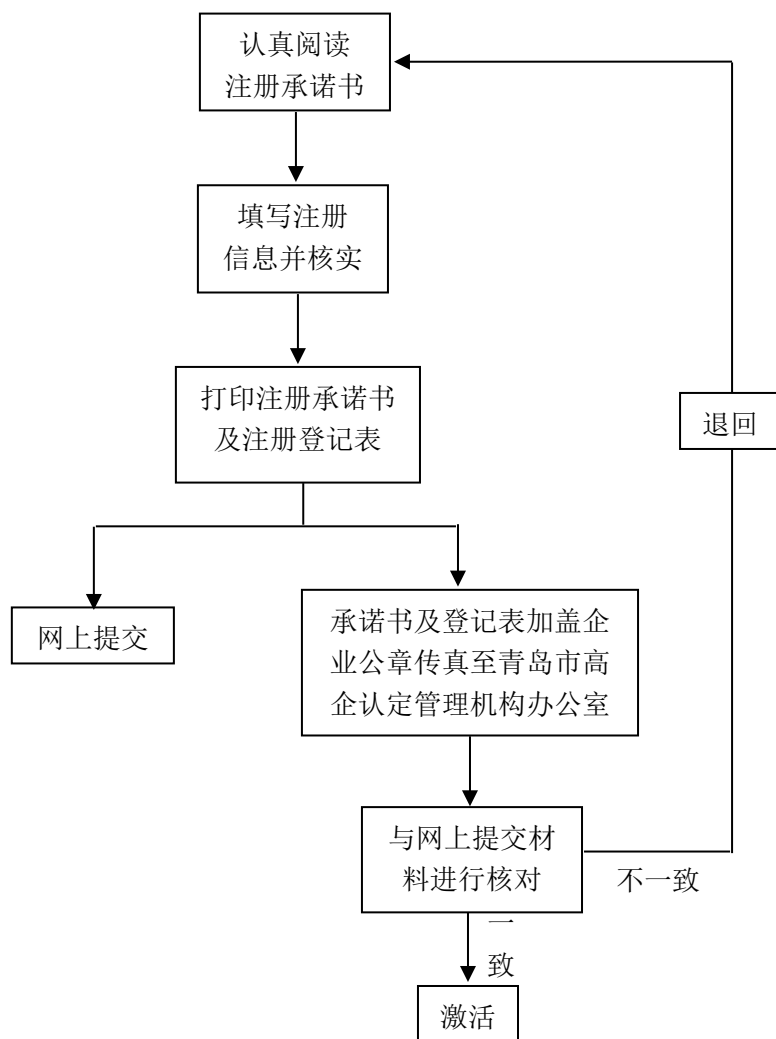 认真阅读
注册承诺书
填写注册
信息并核实
打印注册承诺书
及注册登记表
退回
网上提交
承诺书及登记表加盖企
业公章传真至青岛市高
企认定管理机构办公室
与网上提交材
料进行核对
不一致
一
致
激活